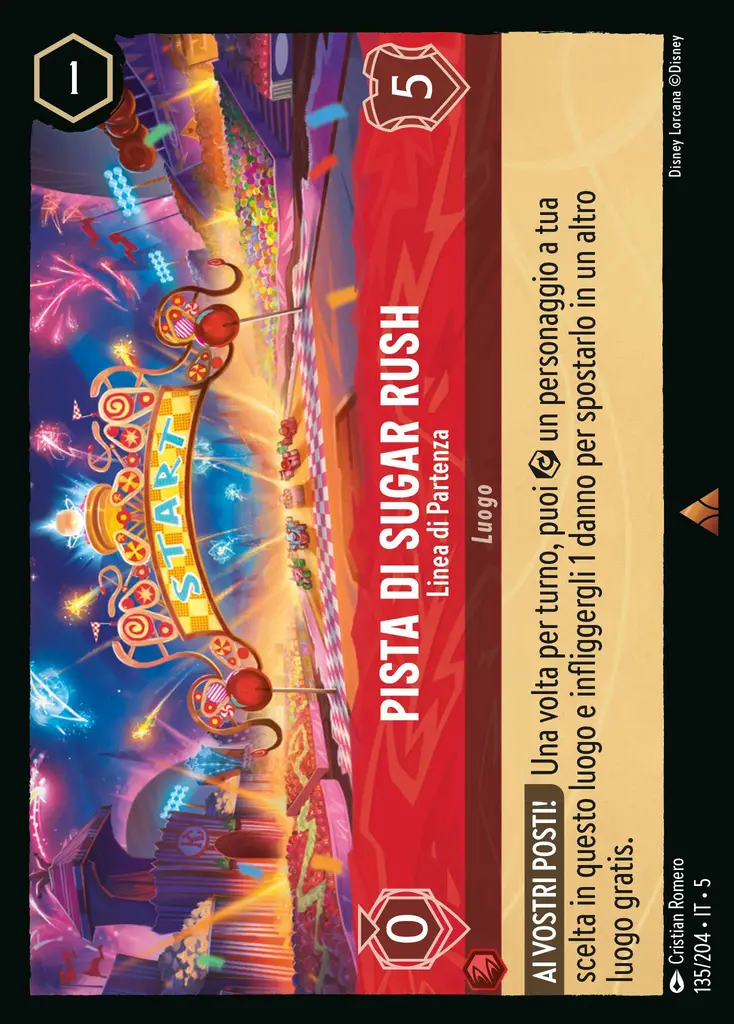 1
START
0
PISTA DI SUGAR RUSH
5
Linea di Partenza
Luogo
AI VOSTRI POSTI! Una volta per turno, puoi un personaggio a tua
scelta in questo luogo e infliggergli 1 danno per spostarlo in un altro
luogo gratis.
Cristian Romero
135/204 • IT • 5
Disney Lorcana ©Disney